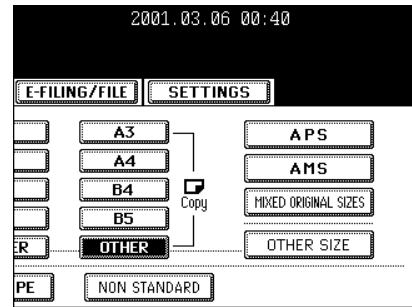 2001.03.06 00:40
E-FILING/FILE SETTINGS
A3 APS
A4 AMS
B4 Copy MIXED ORIGINAL SIZES
B5
ER OTHER OTHER SIZE
PE NON STANDARD